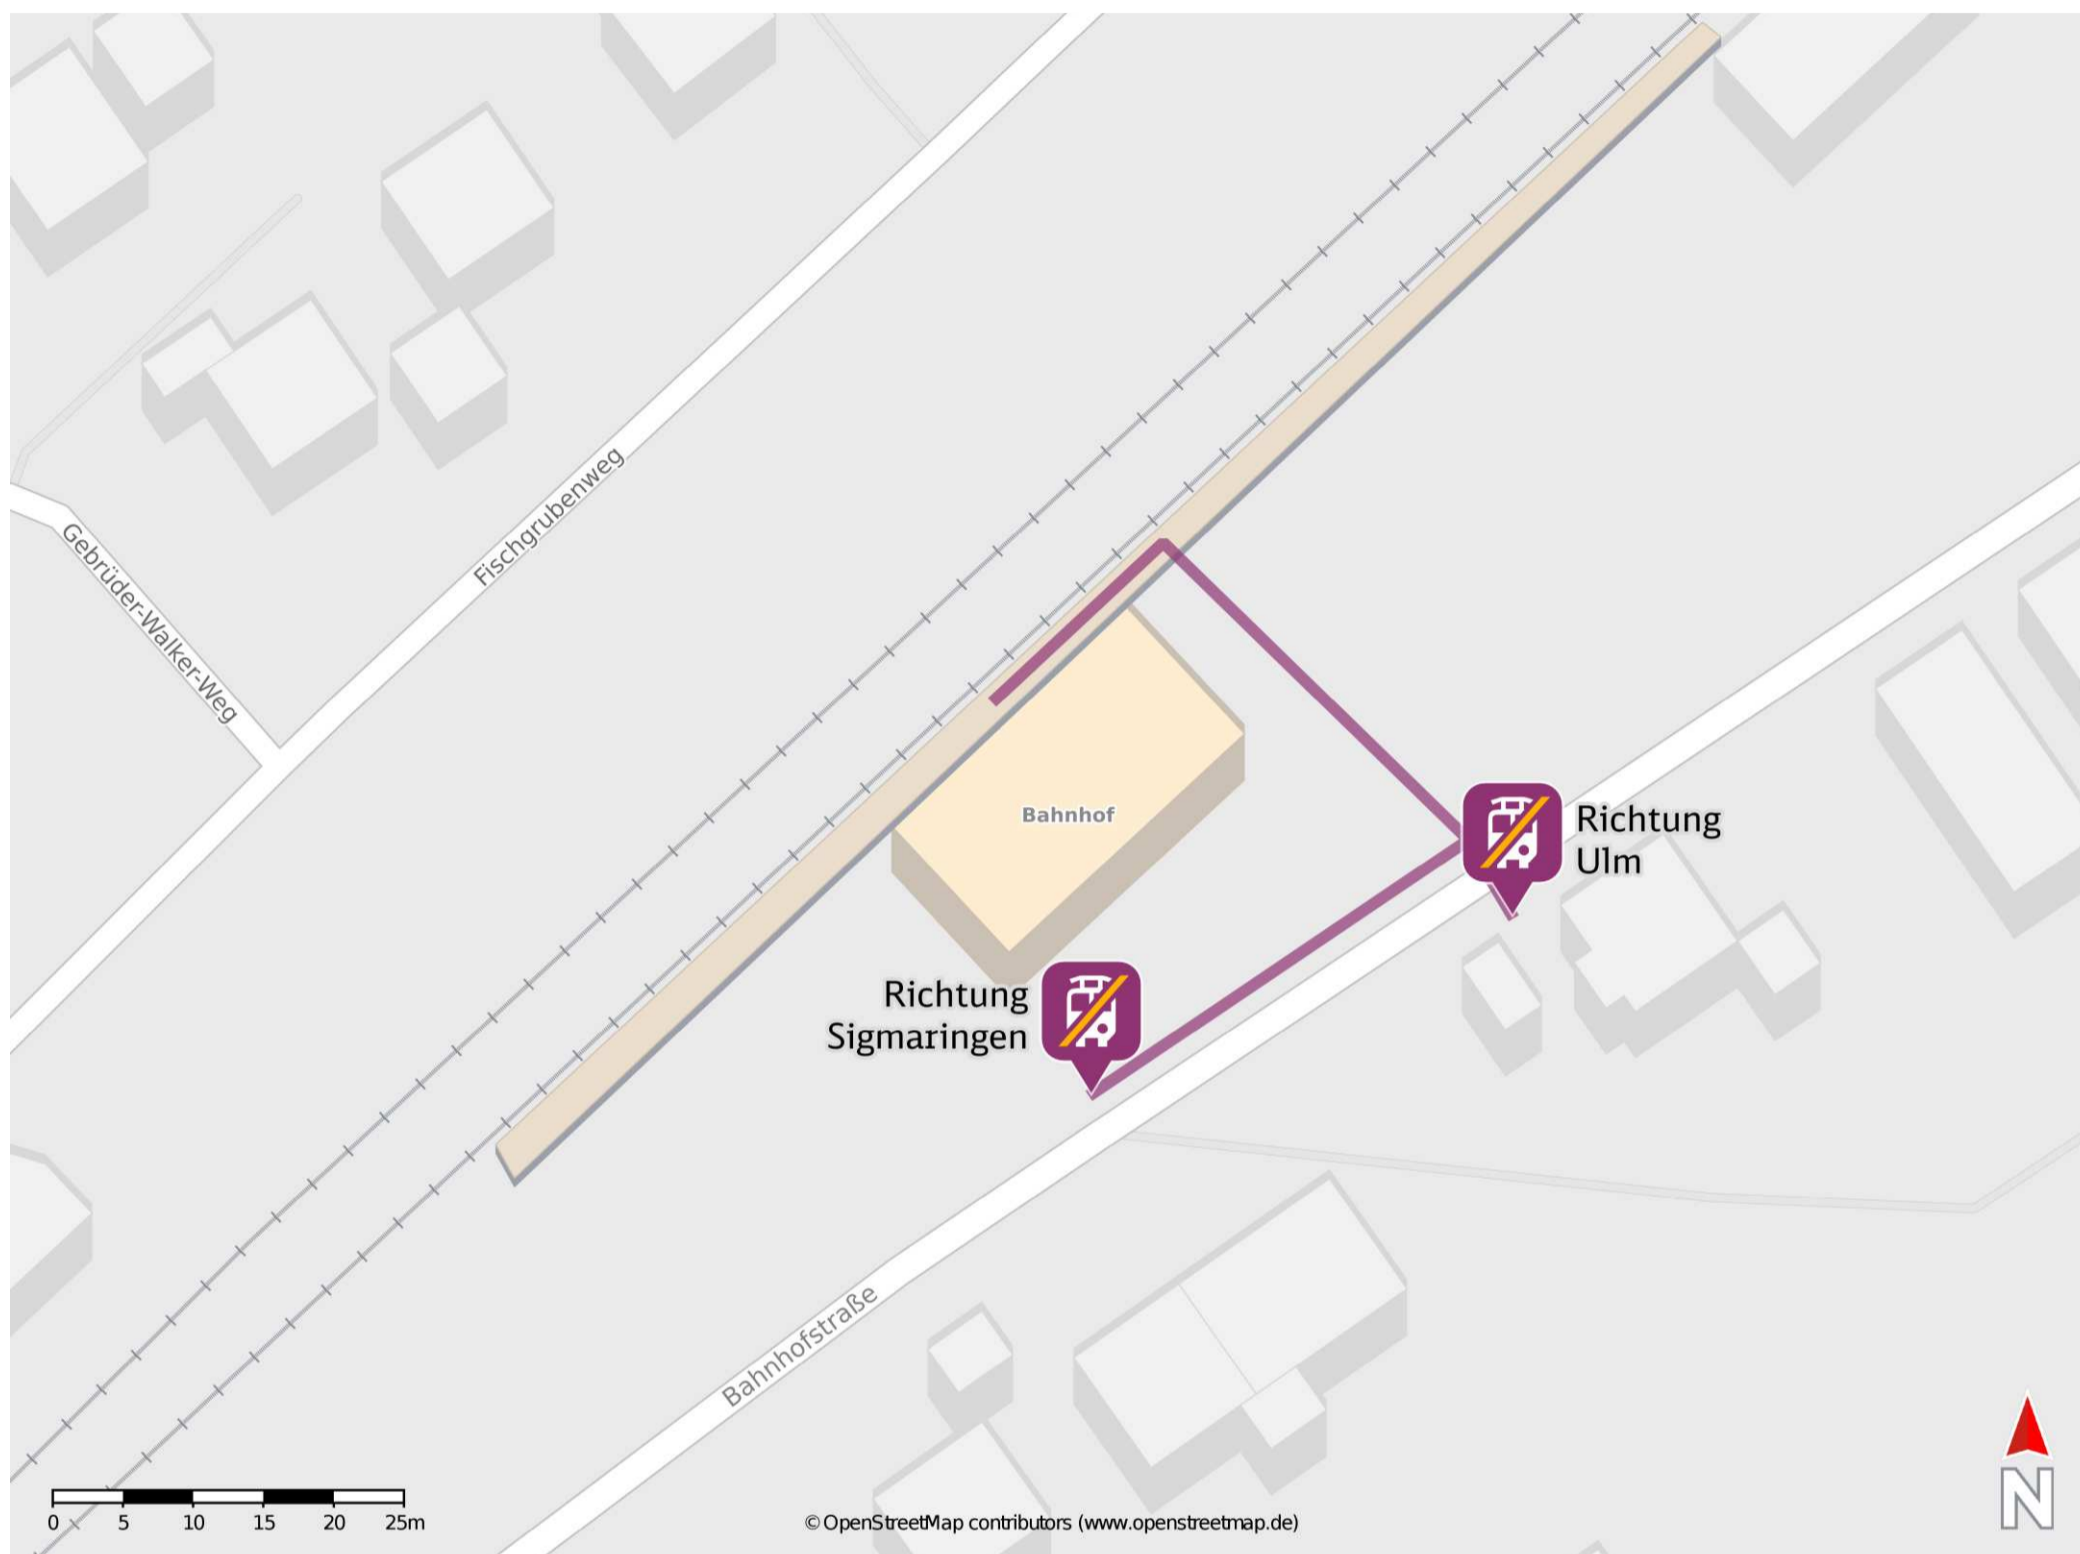 Fischgrubenweg
Gebrüder-Walker-Weg
Bahnhof
Richtung
Ulm
Richtung
Sigmaringen
Bahnhofstraße
0 5 10 15 20 25m
© OpenStreetMap contributors (www.openstreetmap.de)
N